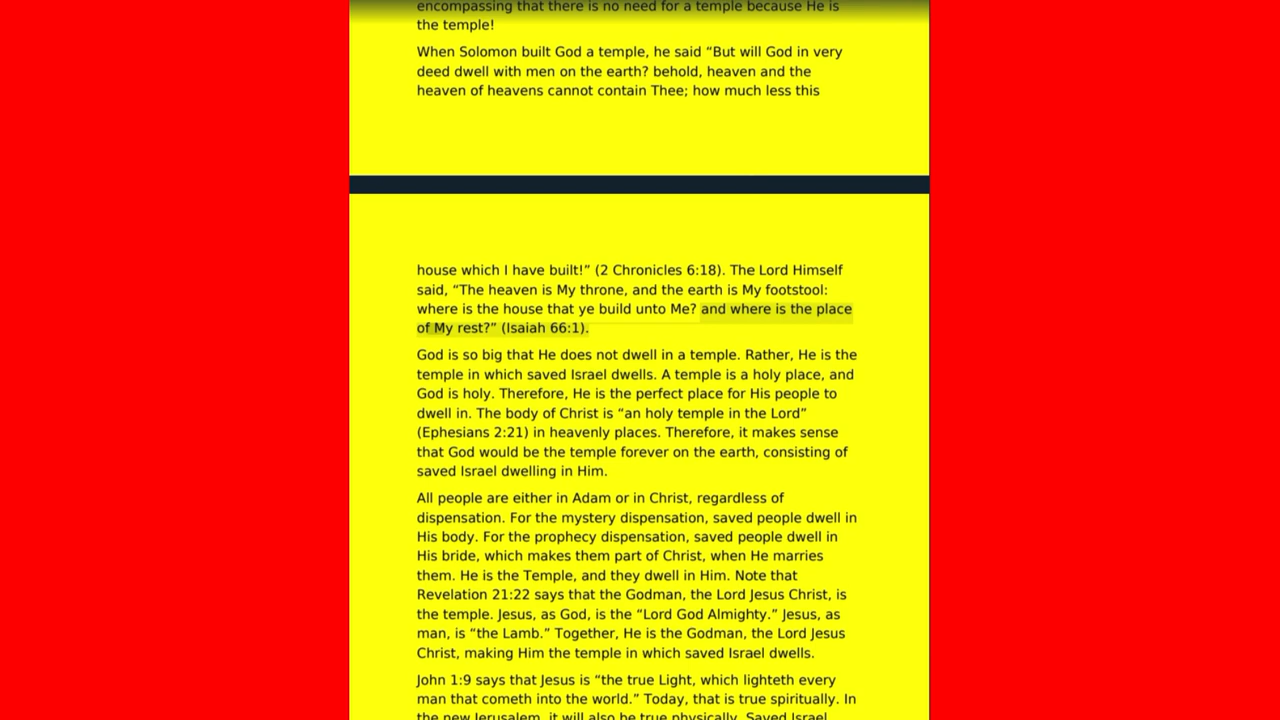 encompassing that there is no need for a temple because He is
the temple!
When Solomon built God a temple, he said “But will God in very
deed dwell with men on the earth? behold, heaven and the
heaven of heavens cannot contain Thee; how much less this
house which I have built!” (2 Chronicles 6:18). The Lord Himself
said, “The heaven is My throne, and the earth is My footstool:
where is the house that ye build unto Me? and where is the place
of My rest?” (Isaiah 66:1).
God is so big that He does not dwell in a temple. Rather, He is the
temple in which saved Israel dwells. A temple is a holy place, and
God is holy. Therefore, He is the perfect place for His people to
dwell in. The body of Christ is “an holy temple in the Lord”
(Ephesians 2:21) in heavenly places. Therefore, it makes sense
that God would be the temple forever on the earth, consisting of
saved Israel dwelling in Him.
All people are either in Adam or in Christ, regardless of
dispensation. For the mystery dispensation, saved people dwell in
His body. For the prophecy dispensation, saved people dwell in
His bride, which makes them part of Christ, when He marries
them. He is the Temple, and they dwell in Him. Note that
Revelation 21:22 says that the Godman, the Lord Jesus Christ, is
the temple. Jesus, as God, is the “Lord God Almighty.” Jesus, as
man, is “the Lamb.” Together, He is the Godman, the Lord Jesus
Christ, making Him the temple in which saved Israel dwells.
John 1:9 says that Jesus is “the true Light, which lighteth every
man that cometh into the world.” Today, that is true spiritually. In
the new Jerusalem, it will also be true physically. Saved Israel